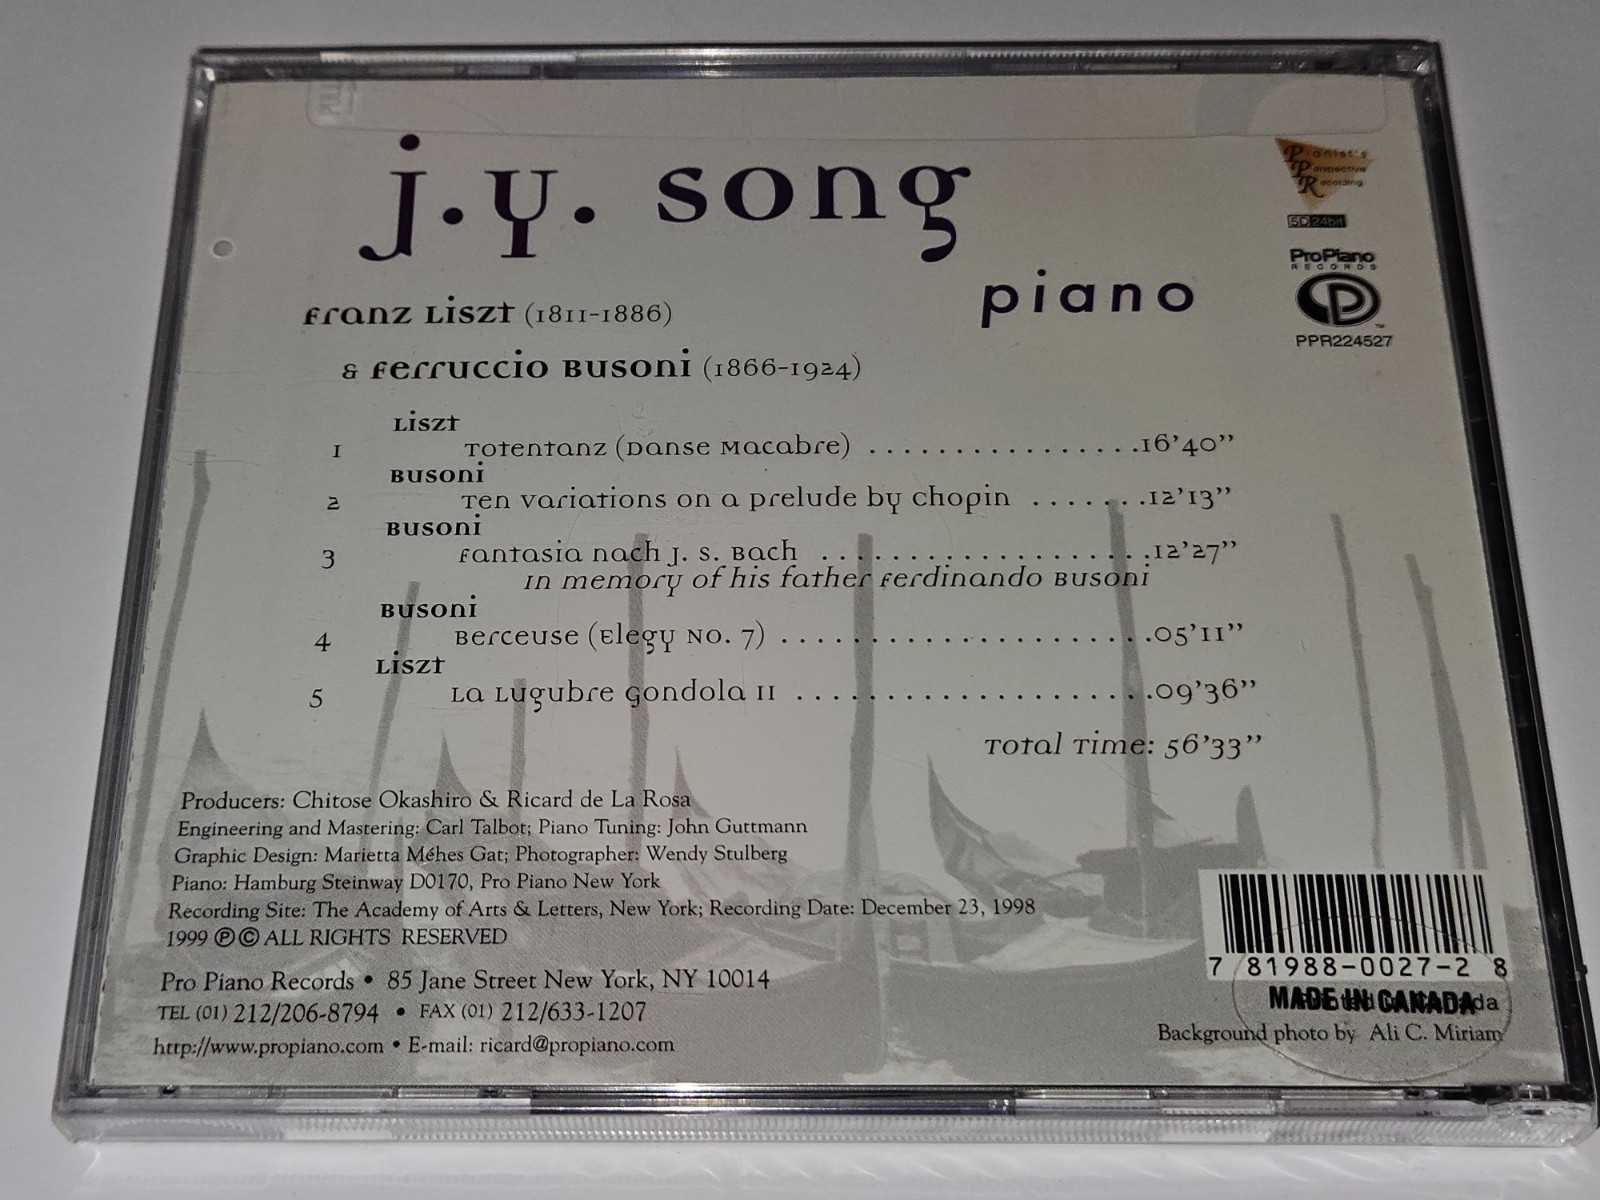 j.y. song
piano
Pianist's
Perspective
Recording
5D 24bit
ProPiano
RECORDS
PPR224527
Franz Liszt (1811-1886)
& Ferruccio Busoni (1866-1924)
Liszt
1 Totentanz (Danse Macabre) ................16'40''
Busoni
2 Ten variations on a prelude by Chopin .......12'13''
Busoni
3 Fantasia nach J. S. Bach ....................12'27''
In memory of his father Ferdinando Busoni
Busoni
4 Berceuse (Elegy No. 7) ......................05'11''
Liszt
5 La Lugubre Gondola II .....................09'36''
Total Time: 56'33''
Producers: Chitose Okashiro & Ricard de La Rosa
Engineering and Mastering: Carl Talbot; Piano Tuning: John Guttmann
Graphic Design: Marietta Méhes Gat; Photographer: Wendy Stulberg
Piano: Hamburg Steinway D0170, Pro Piano New York
Recording Site: The Academy of Arts & Letters, New York; Recording Date: December 23, 1998
1999 ℗© ALL RIGHTS RESERVED
Pro Piano Records • 85 Jane Street New York, NY 10014
TEL (01) 212/206-8794 • FAX (01) 212/633-1207
http://www.propiano.com • E-mail: ricard@propiano.com
7 81988-0027-2 8
MADE IN CANADA
Background photo by Ali C. Miriam